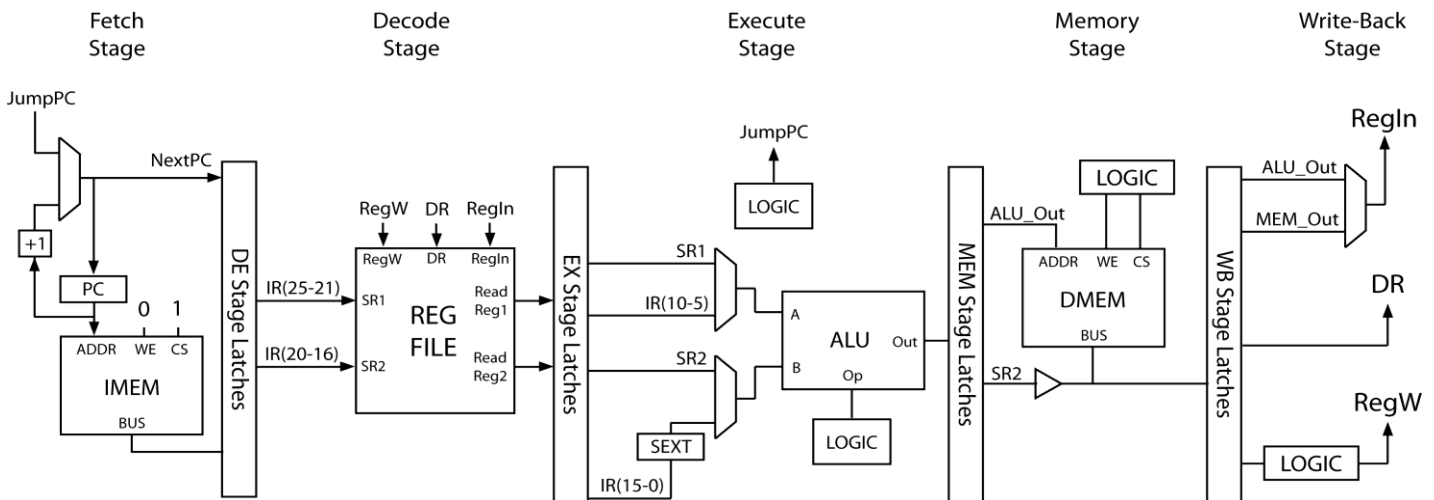 Fetch
Stage
Decode
Stage
Execute
Stage
Memory
Stage
Write-Back
Stage
JumpPC
NextPC
+1
PC
0 1
ADDR WE CS
IMEM
BUS
DE Stage Latches
IR(25-21)
IR(20-16)
RegW DR RegIn
RegW DR RegIn
SR1
SR2
REG
FILE
Read
Reg1
Read
Reg2
EX Stage Latches
JumpPC
LOGIC
SR1
IR(10-5)
SR2
SEXT
IR(15-0)
A
B
ALU
Out
Op
LOGIC
MEM Stage Latches
LOGIC
ALU_Out
ADDR WE CS
DMEM
BUS
SR2
WB Stage Latches
ALU_Out
MEM_Out
RegIn
DR
RegW
LOGIC